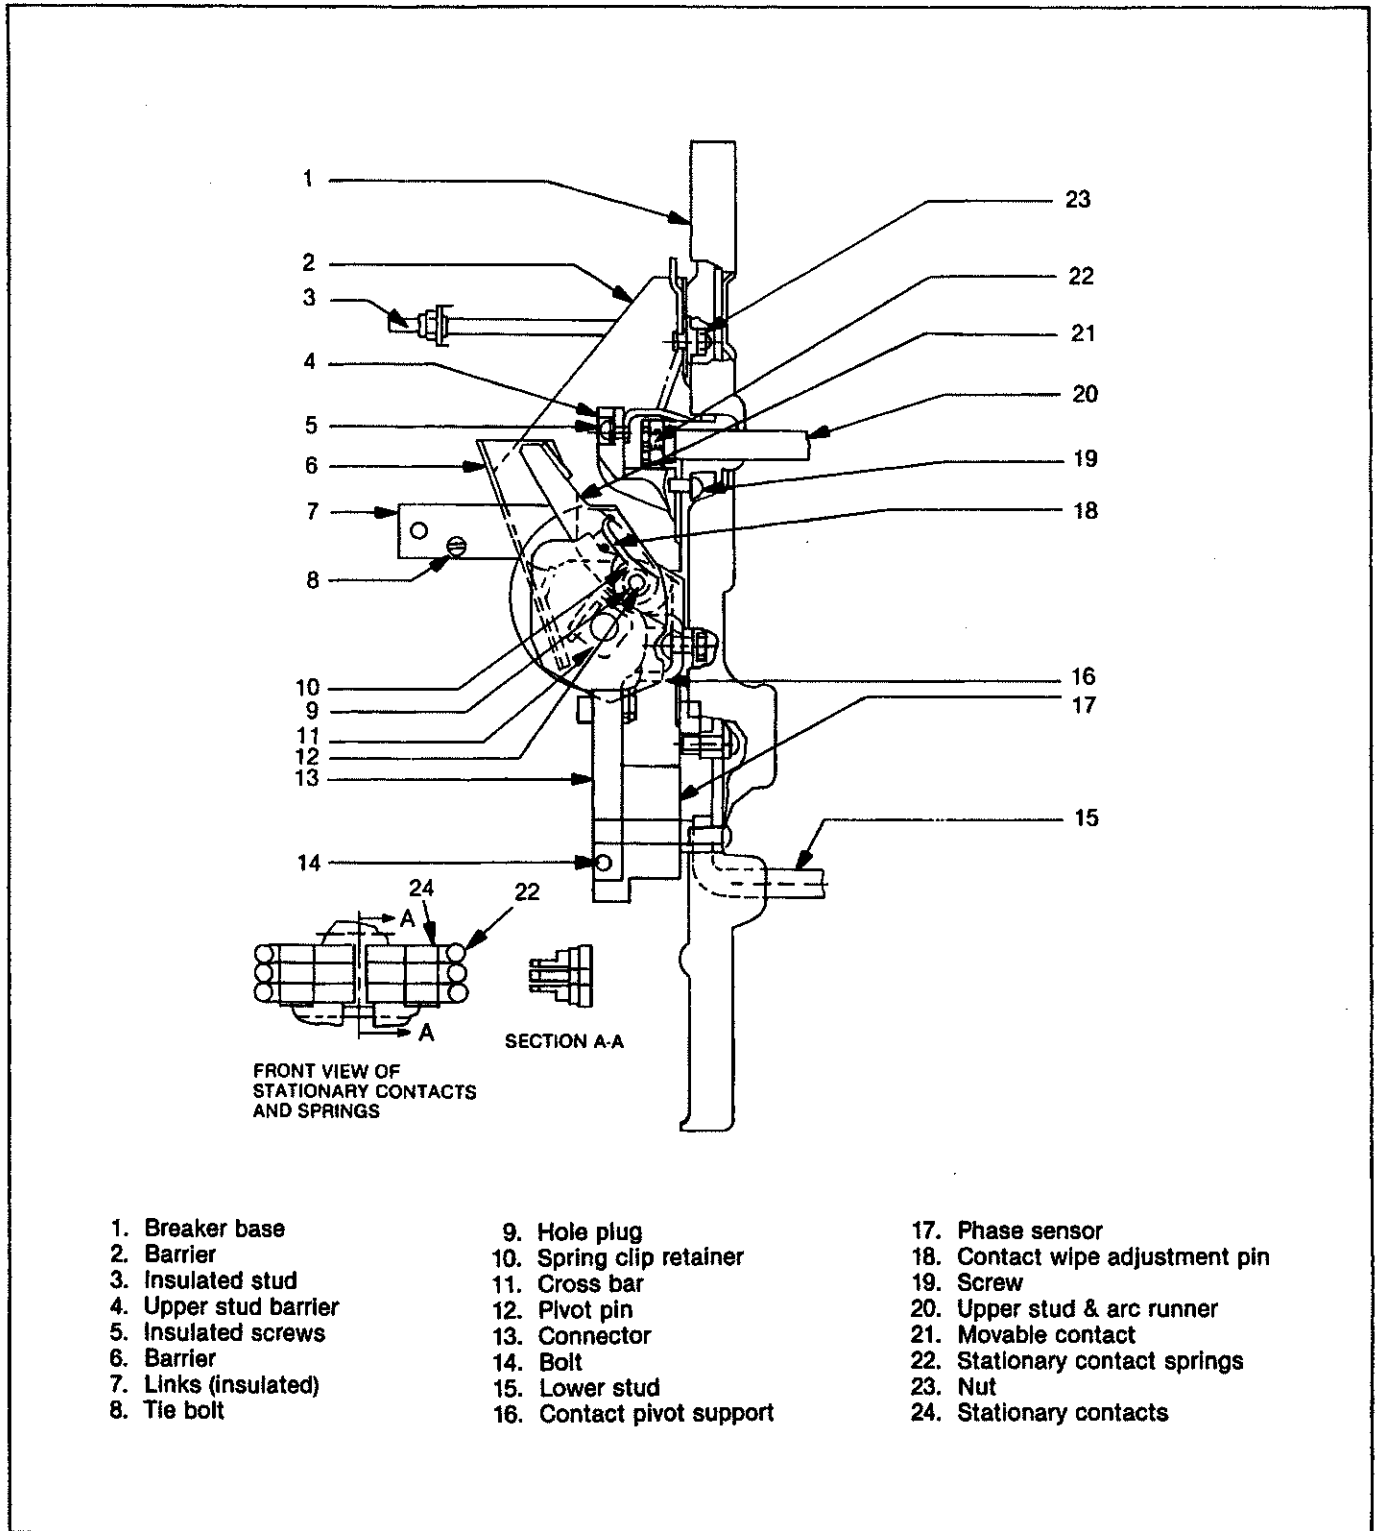 1
2
3
4
5
6
7
8
10
9
11
12
13
14
23
22
21
20
19
18
16
17
15
24
22
A
A
SECTION A-A
FRONT VIEW OF
STATIONARY CONTACTS
AND SPRINGS
1. Breaker base
2. Barrier
3. Insulated stud
4. Upper stud barrier
5. Insulated screws
6. Barrier
7. Links (insulated)
8. Tie bolt
9. Hole plug
10. Spring clip retainer
11. Cross bar
12. Pivot pin
13. Connector
14. Bolt
15. Lower stud
16. Contact pivot support
17. Phase sensor
18. Contact wipe adjustment pin
19. Screw
20. Upper stud & arc runner
21. Movable contact
22. Stationary contact springs
23. Nut
24. Stationary contacts